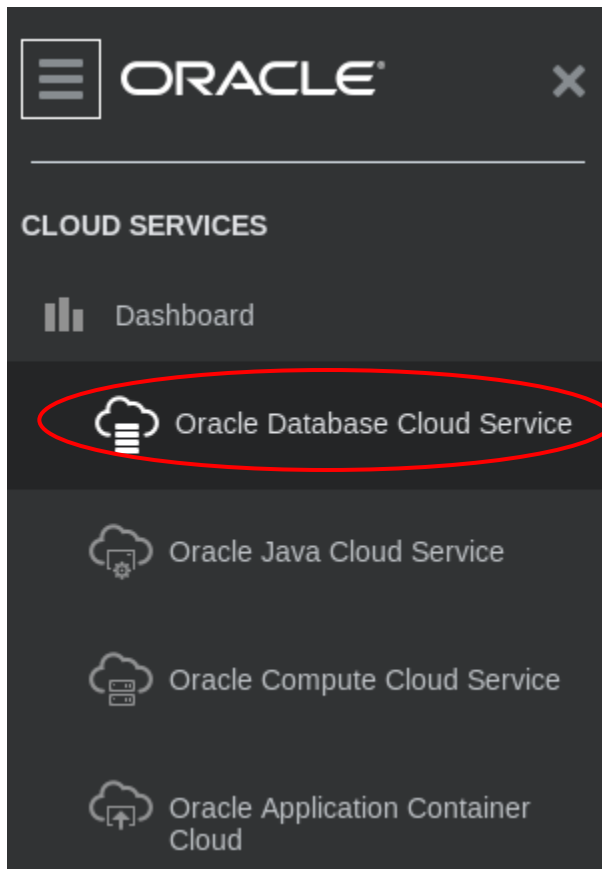 ORACLE®
CLOUD SERVICES
Dashboard
Oracle Database Cloud Service
Oracle Java Cloud Service
Oracle Compute Cloud Service
Oracle Application Container
Cloud